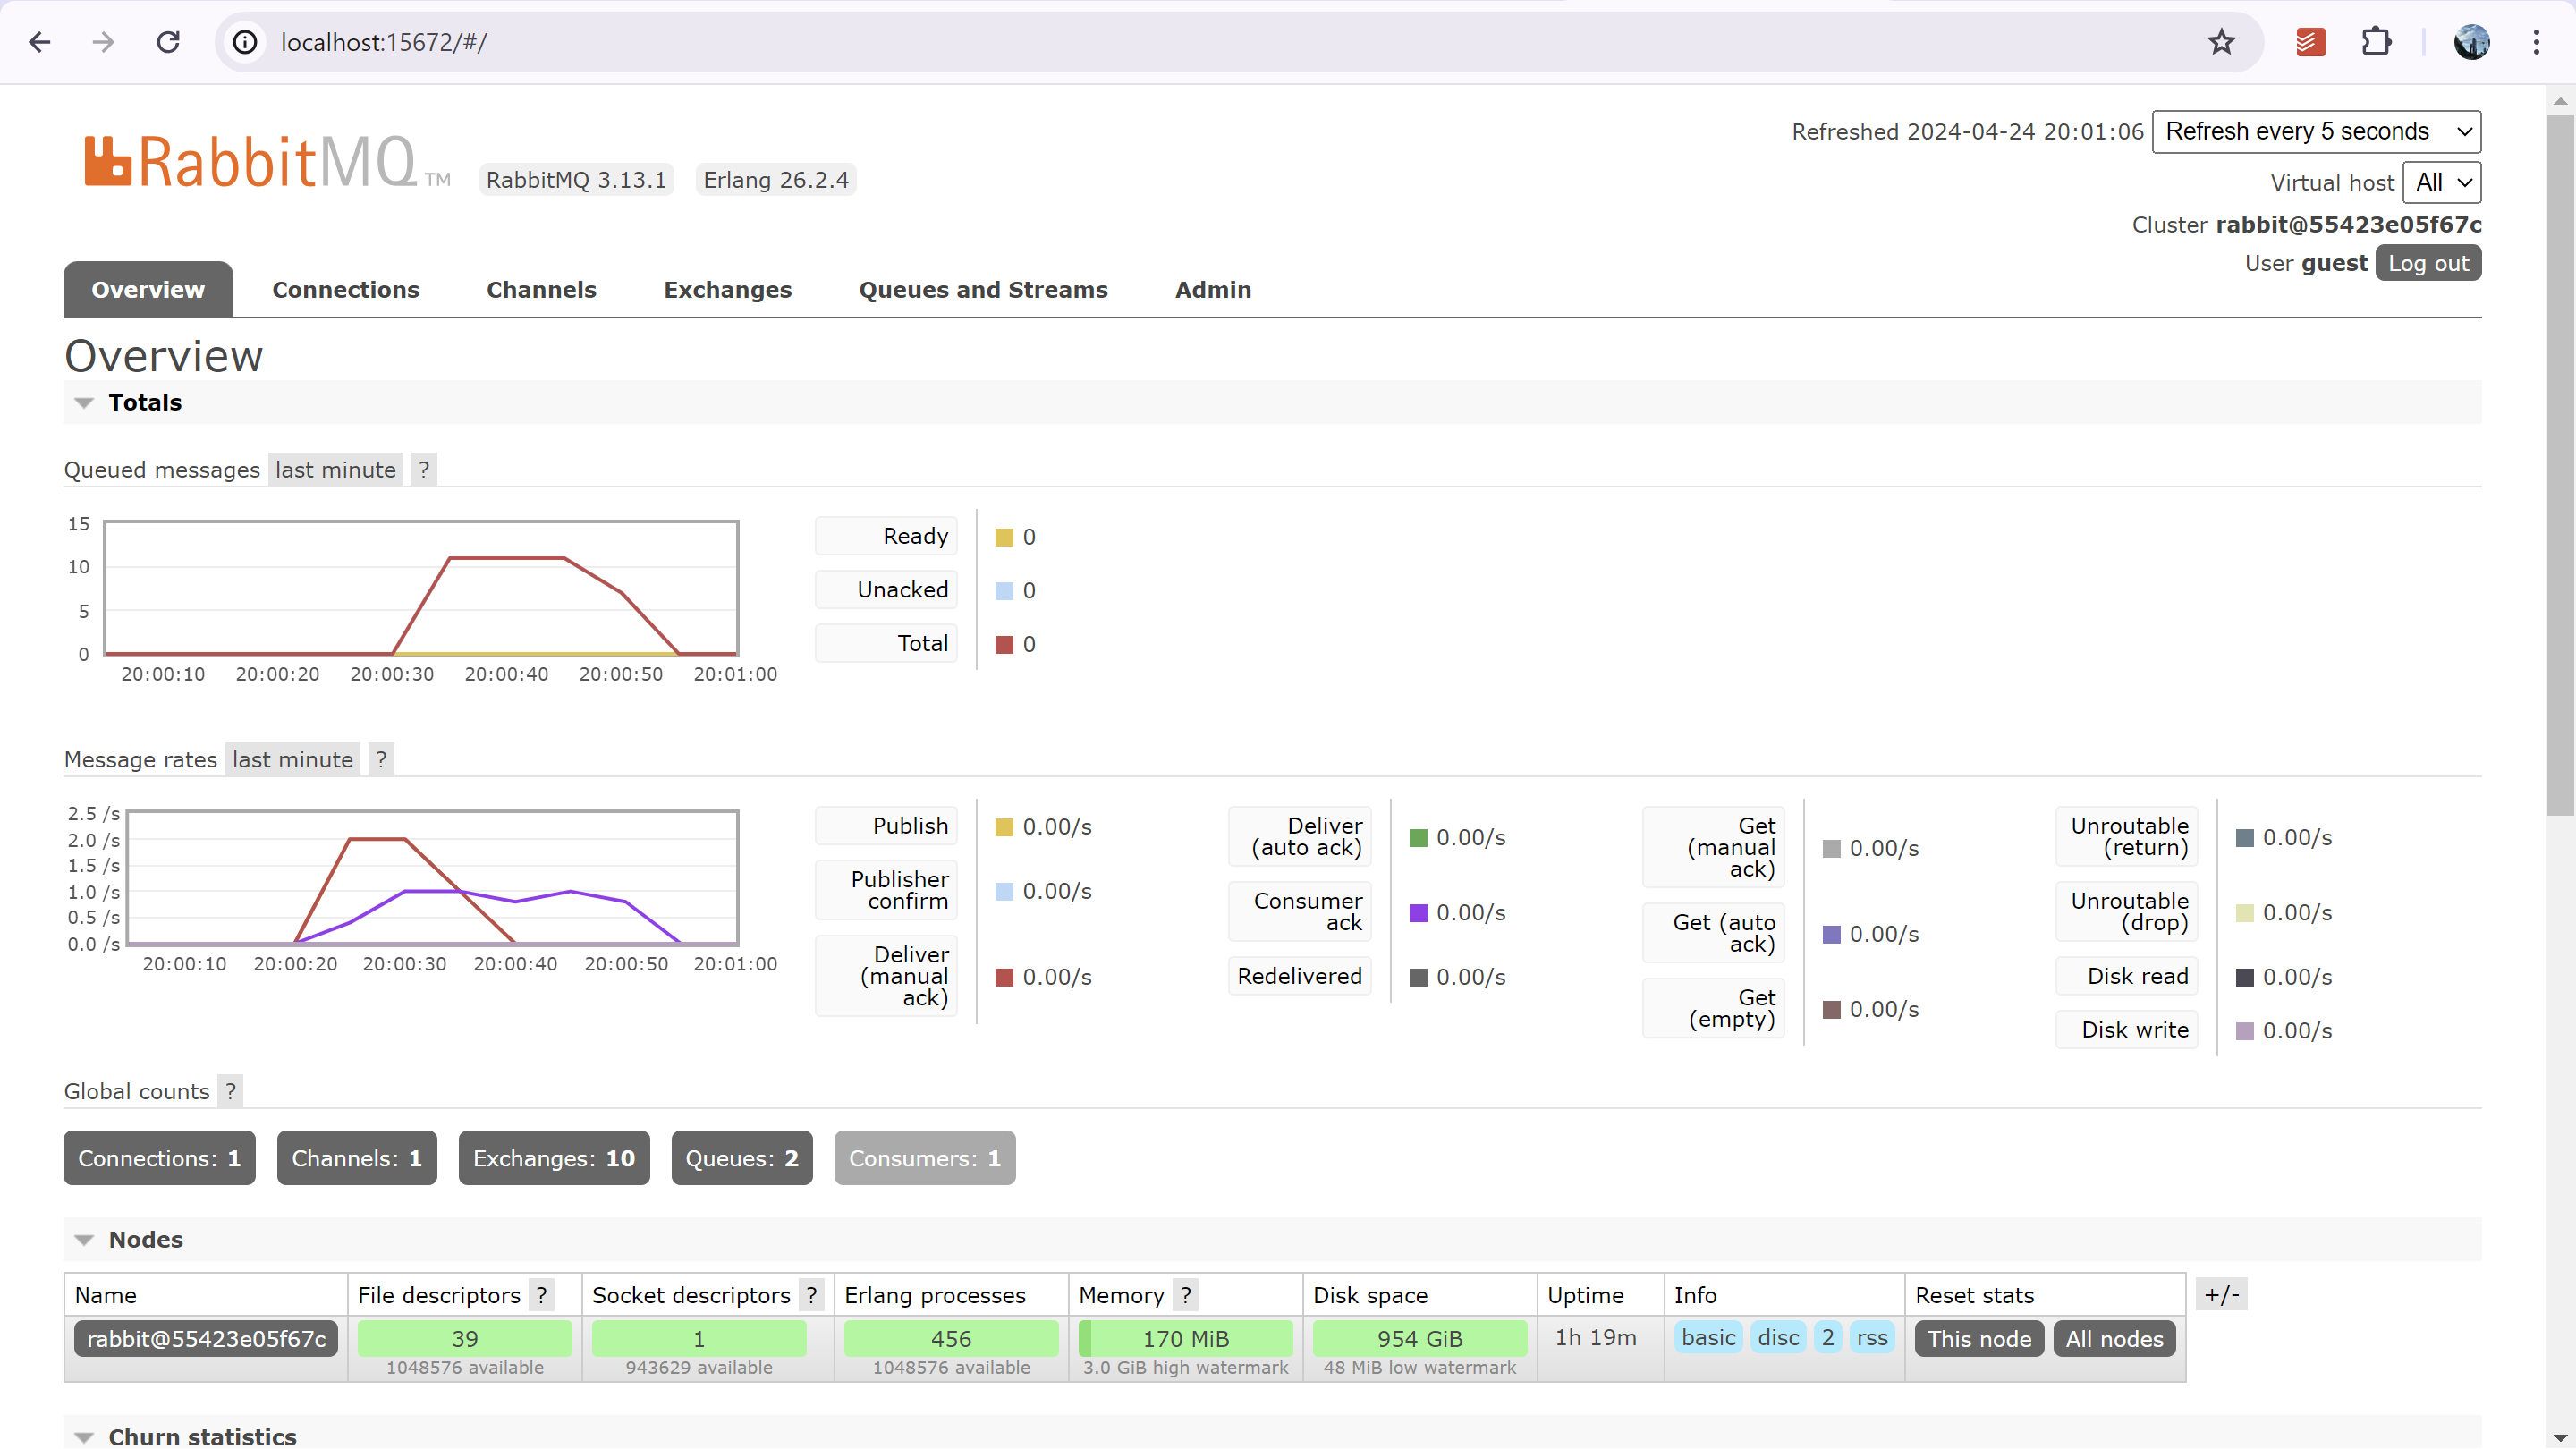 localhost:15672/#/
RabbitMQ TM RabbitMQ 3.13.1 Erlang 26.2.4
Refreshed 2024-04-24 20:01:06 Refresh every 5 seconds
Virtual host All
Cluster rabbit@55423e05f67c
User guest Log out
Overview Connections Channels Exchanges Queues and Streams Admin
Overview
Totals
Queued messages last minute ?
15
10
5
0
20:00:10 20:00:20 20:00:30 20:00:40 20:00:50 20:01:00
Ready 0
Unacked 0
Total 0
Message rates last minute ?
2.5 /s
2.0 /s
1.5 /s
1.0 /s
0.5 /s
0.0 /s
20:00:10 20:00:20 20:00:30 20:00:40 20:00:50 20:01:00
Publish 0.00/s
Publisher
confirm 0.00/s
Deliver
(manual
ack) 0.00/s
Deliver
(auto ack) 0.00/s
Consumer
ack 0.00/s
Redelivered 0.00/s
Get
(manual
ack) 0.00/s
Get (auto
ack) 0.00/s
Get
(empty) 0.00/s
Unroutable
(return) 0.00/s
Unroutable
(drop) 0.00/s
Disk read 0.00/s
Disk write 0.00/s
Global counts ?
Connections: 1 Channels: 1 Exchanges: 10 Queues: 2 Consumers: 1
Nodes
Name File descriptors ? Socket descriptors ? Erlang processes Memory ? Disk space Uptime Info Reset stats +/-
rabbit@55423e05f67c 39 1 456 170 MiB 954 GiB 1h 19m basic disc 2 rss This node All nodes
1048576 available 943629 available 1048576 available 3.0 GiB high watermark 48 MiB low watermark
Churn statistics